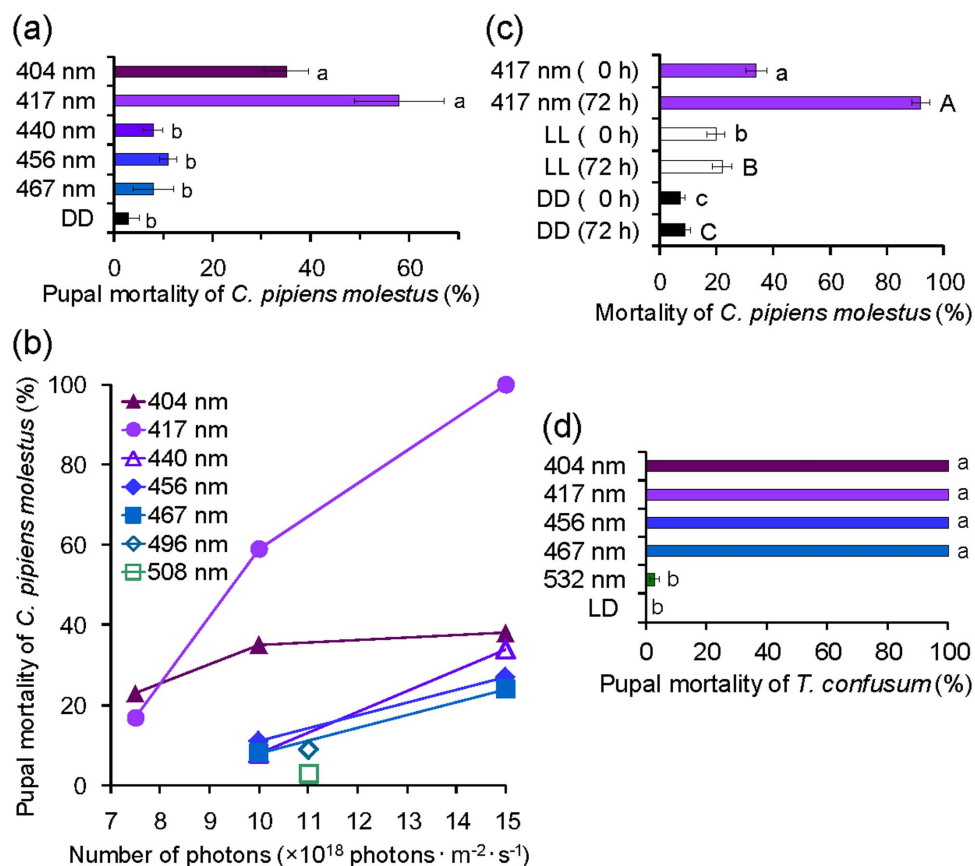 (a)
404 nm
417 nm
440 nm
456 nm
467 nm
DD
a
a
b
b
b
b
0 20 40 60
Pupal mortality of C. pipiens molestus (%)
(c)
417 nm ( 0 h)
417 nm (72 h)
LL ( 0 h)
LL (72 h)
DD ( 0 h)
DD (72 h)
a
A
b
B
c
C
0 20 40 60 80 100
Mortality of C. pipiens molestus (%)
(b)
Pupal mortality of C. pipiens molestus (%)
100
80
60
40
20
0
404 nm
417 nm
440 nm
456 nm
467 nm
496 nm
508 nm
7 8 9 10 11 12 13 14 15
Number of photons (×10¹⁸ photons · m⁻² · s⁻¹)
(d)
404 nm
417 nm
456 nm
467 nm
532 nm
LD
a
a
a
a
b
b
0 20 40 60 80 100
Pupal mortality of T. confusum (%)